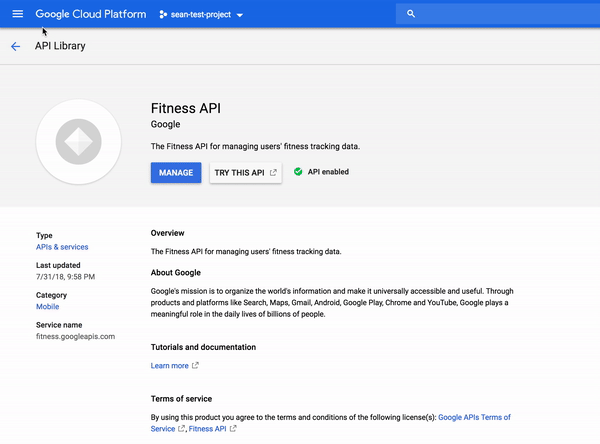 Google Cloud Platform sean-test-project
API Library
Fitness API
Google
The Fitness API for managing users' fitness tracking data.
MANAGE TRY THIS API API enabled
Type
APIs & services
Last updated
7/31/18, 9:58 PM
Category
Mobile
Service name
fitness.googleapis.com
Overview
The Fitness API for managing users' fitness tracking data.
About Google
Google's mission is to organize the world's information and make it universally accessible and useful. Through
products and platforms like Search, Maps, Gmail, Android, Google Play, Chrome and YouTube, Google plays a
meaningful role in the daily lives of billions of people.
Tutorials and documentation
Learn more
Terms of service
By using this product you agree to the terms and conditions of the following license(s): Google APIs Terms of
Service, Fitness API